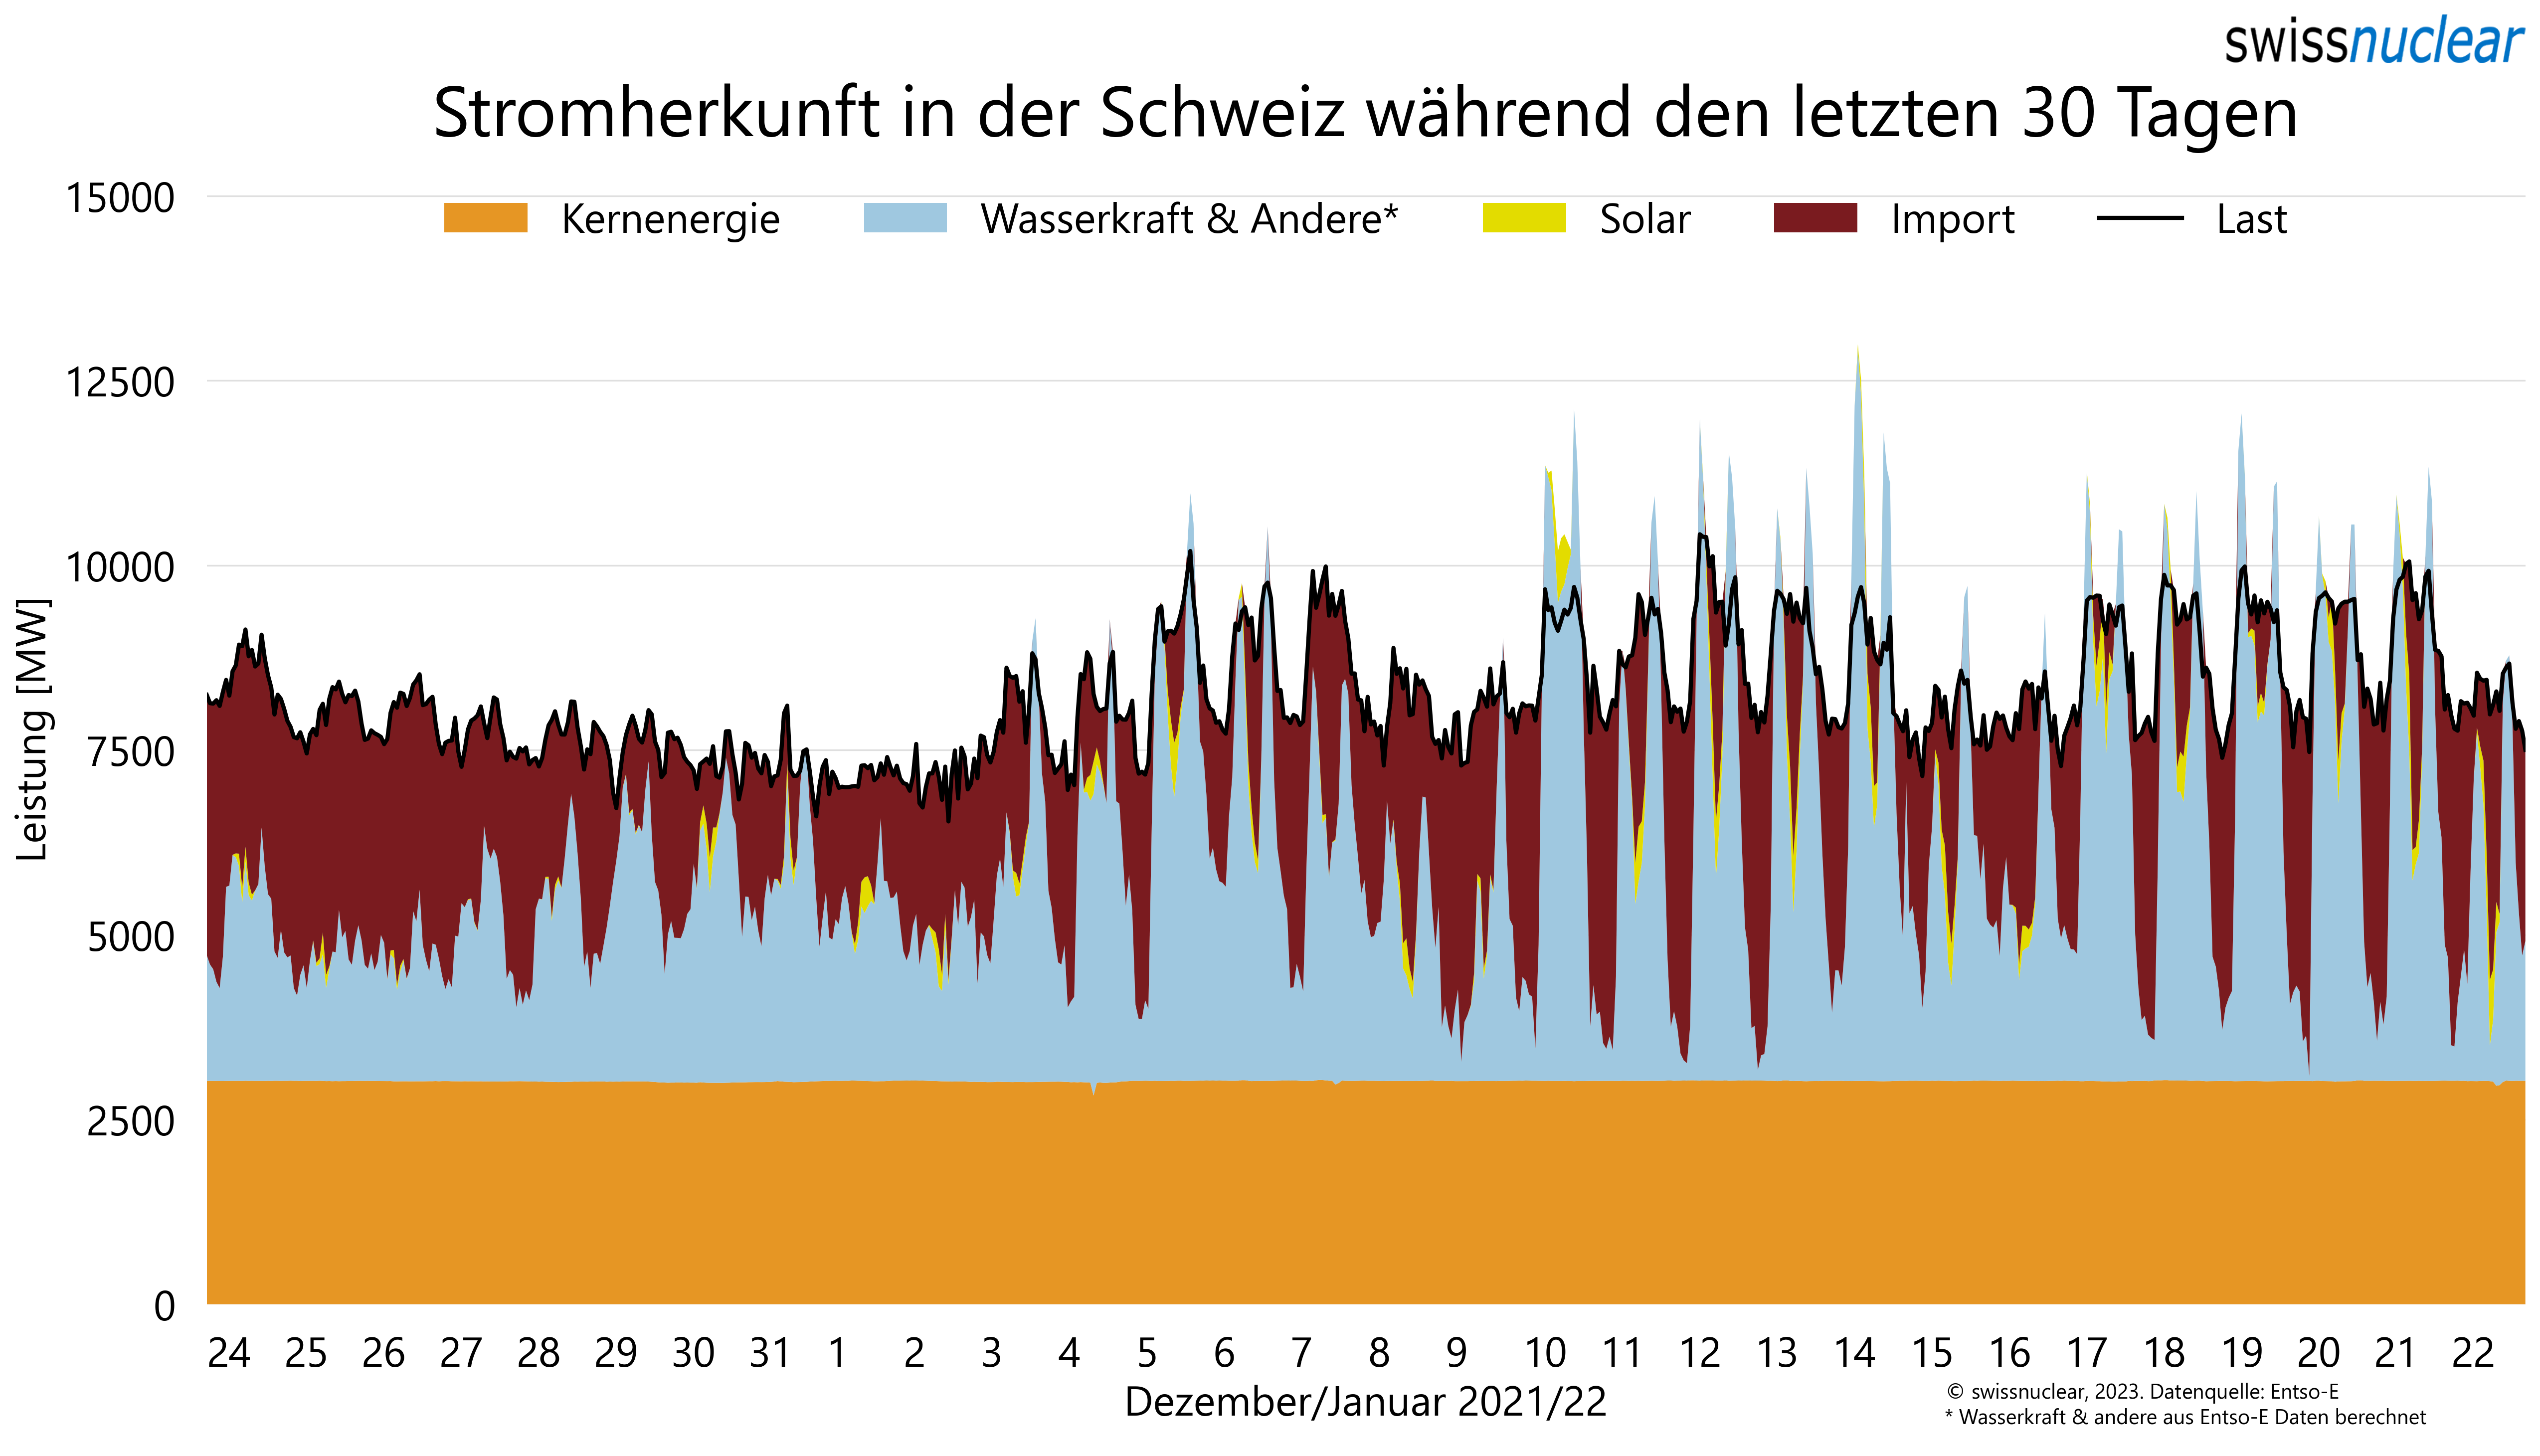 swissnuclear
Stromherkunft in der Schweiz während den letzten 30 Tagen
15000
Kernenergie Wasserkraft & Andere* Solar Import Last
12500
10000
7500
5000
2500
0
Leistung [MW]
24 25 26 27 28 29 30 31 1 2 3 4 5 6 7 8 9 10 11 12 13 14 15 16 17 18 19 20 21 22
Dezember/Januar 2021/22
© swissnuclear, 2023. Datenquelle: Entso-E
* Wasserkraft & andere aus Entso-E Daten berechnet